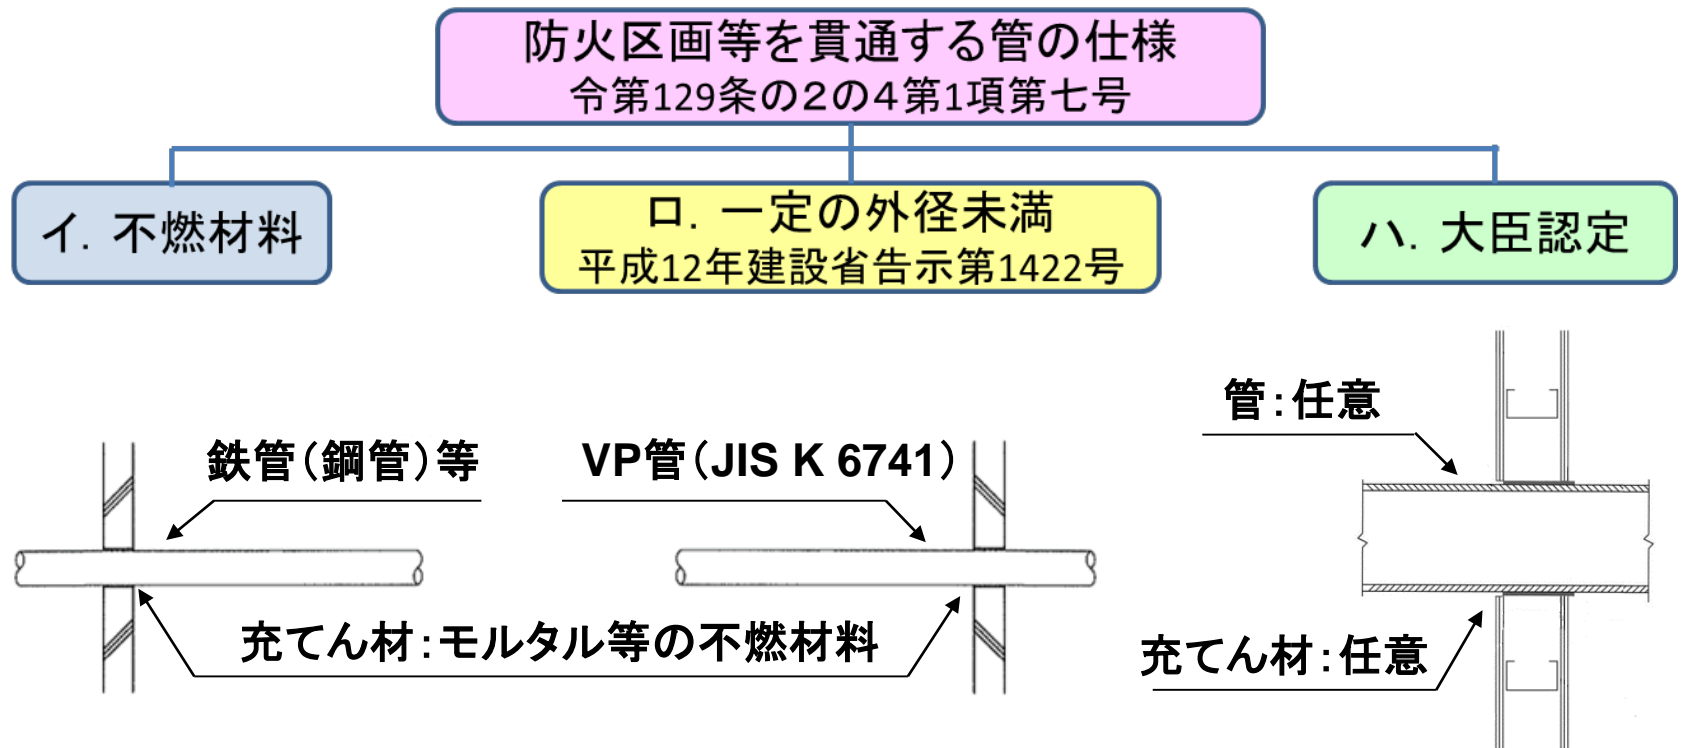 防火区画等を貫通する管の仕様
令第129条の２の４第1項第七号
イ．不燃材料
ロ．一定の外径未満
平成12年建設省告示第1422号
ハ．大臣認定
管：任意
鉄管（鋼管）等
VP管（JIS K 6741）
充てん材：モルタル等の不燃材料
充てん材：任意